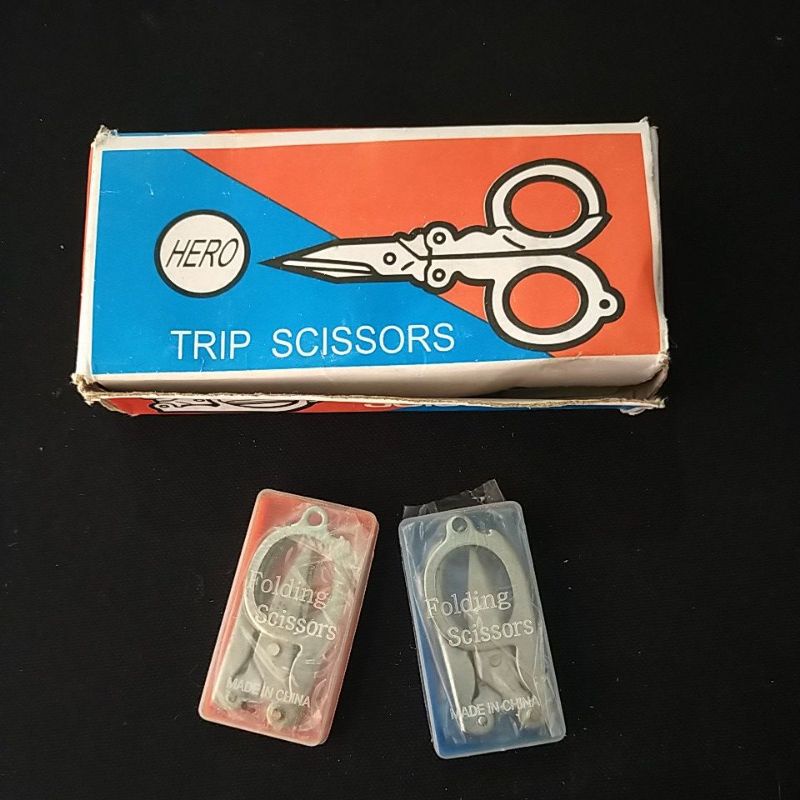 HERO
TRIP SCISSORS
Folding
Scissors
MADE IN CHINA
Folding
Scissors
MADE IN CHINA